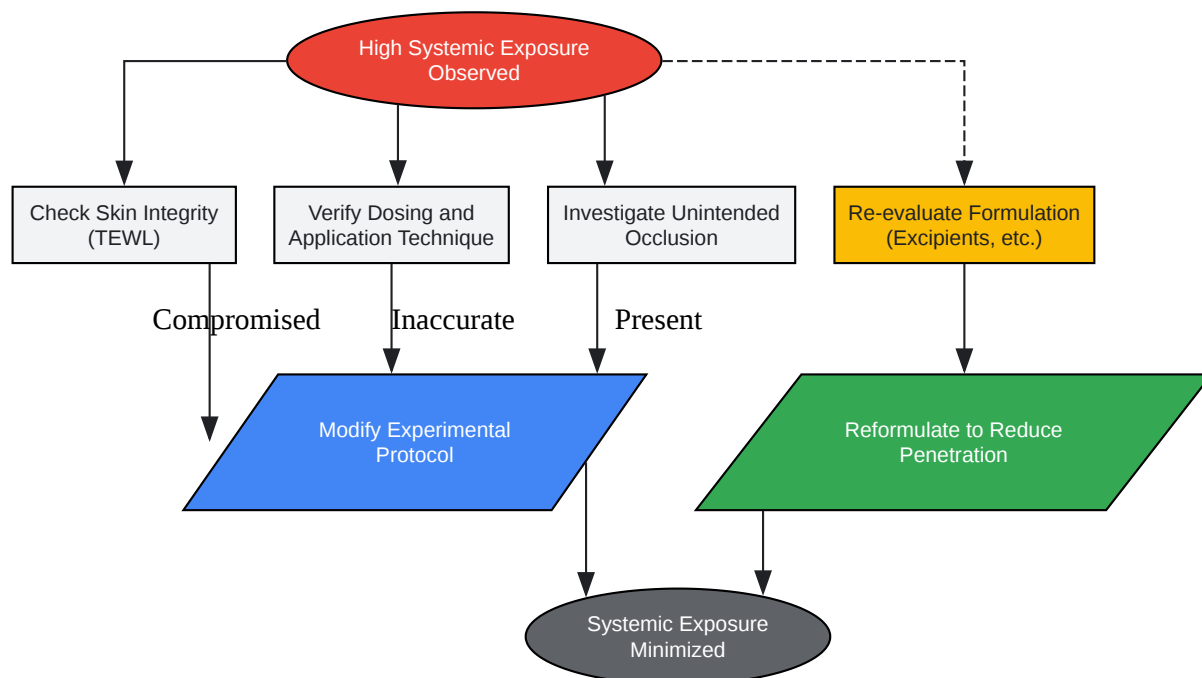 High Systemic Exposure
Observed
Check Skin Integrity
(TEWL)
Verify Dosing and
Application Technique
Investigate Unintended
Occlusion
Re-evaluate Formulation
(Excipients, etc.)
Compromised
Inaccurate
Present
Modify Experimental
Protocol
Reformulate to Reduce
Penetration
Systemic Exposure
Minimized